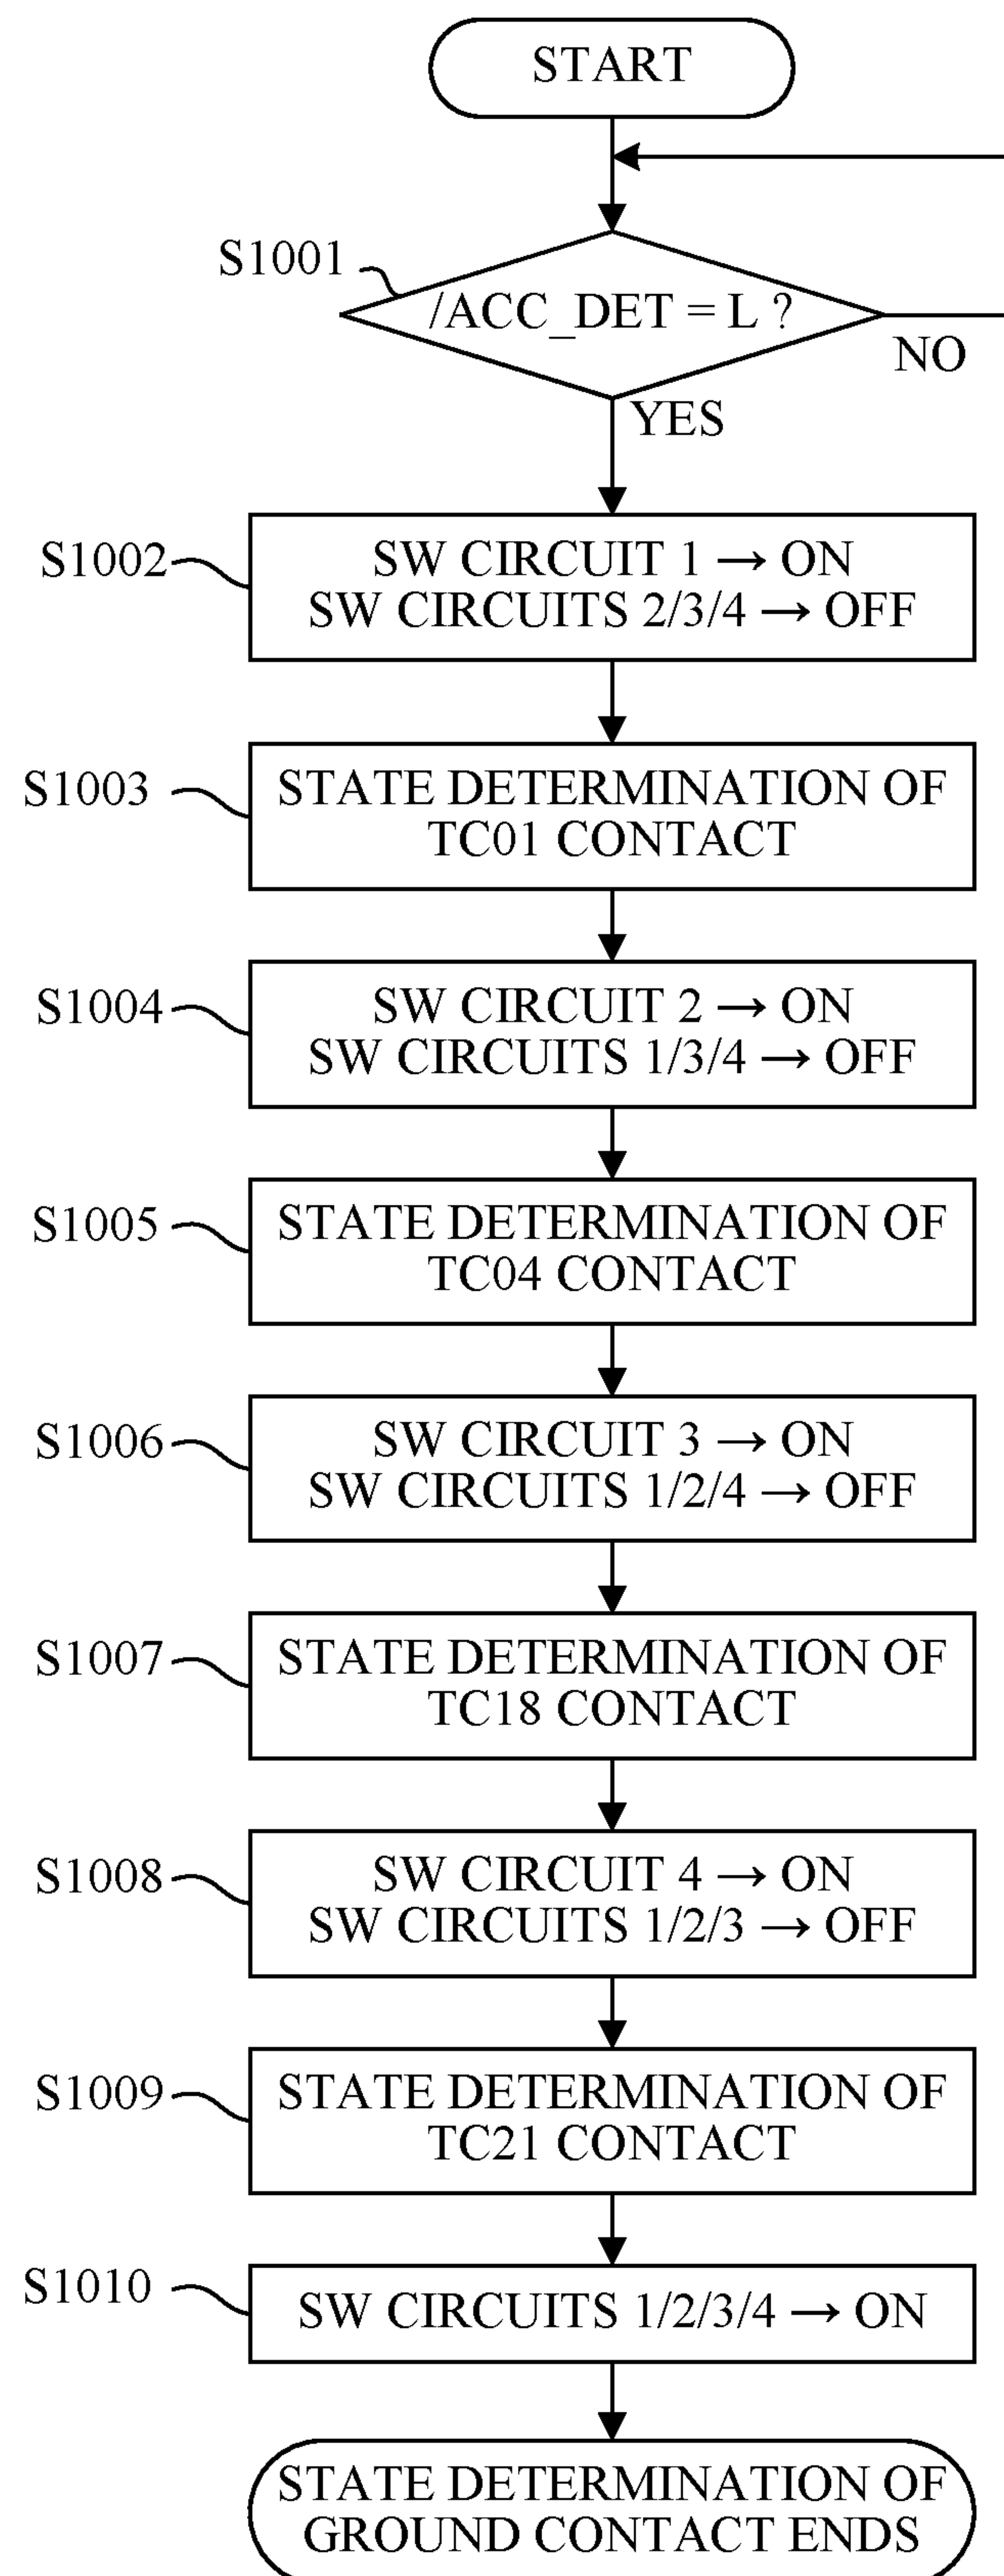 START
S1001
/ACC_DET = L ?
NO
YES
S1002
SW CIRCUIT 1 → ON
SW CIRCUITS 2/3/4 → OFF
S1003
STATE DETERMINATION OF
TC01 CONTACT
S1004
SW CIRCUIT 2 → ON
SW CIRCUITS 1/3/4 → OFF
S1005
STATE DETERMINATION OF
TC04 CONTACT
S1006
SW CIRCUIT 3 → ON
SW CIRCUITS 1/2/4 → OFF
S1007
STATE DETERMINATION OF
TC18 CONTACT
S1008
SW CIRCUIT 4 → ON
SW CIRCUITS 1/2/3 → OFF
S1009
STATE DETERMINATION OF
TC21 CONTACT
S1010
SW CIRCUITS 1/2/3/4 → ON
STATE DETERMINATION OF
GROUND CONTACT ENDS